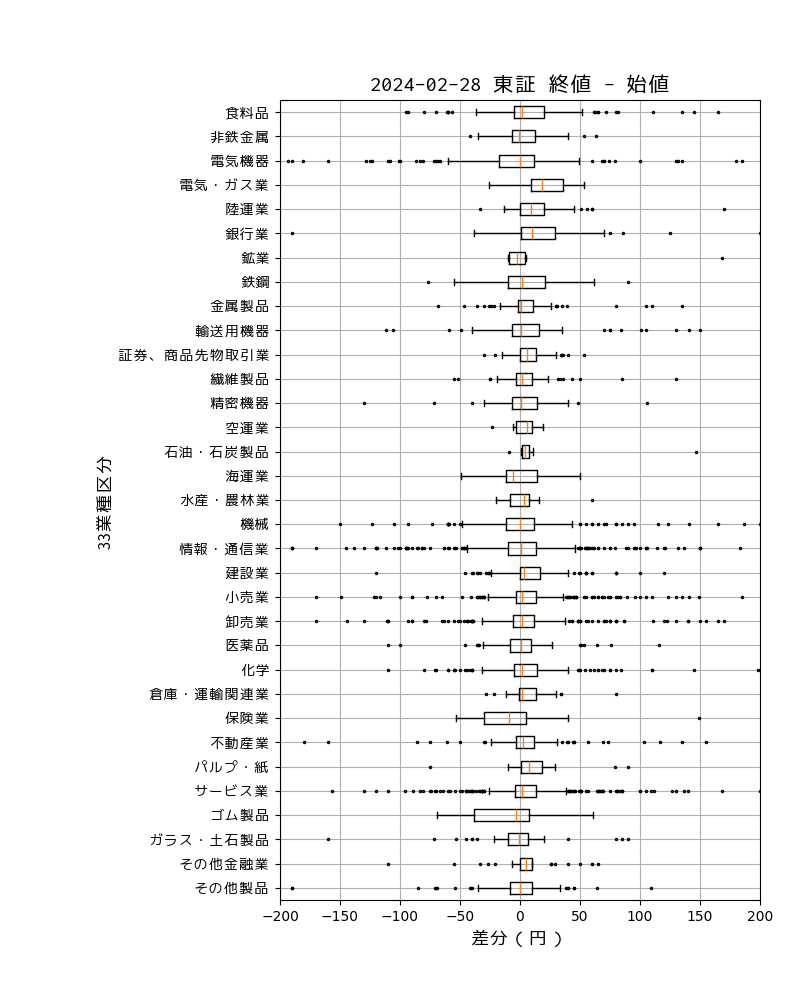 2024-02-28 東証 終値 - 始値
食料品
非鉄金属
電気機器
電気・ガス業
陸運業
銀行業
鉱業
鉄鋼
金属製品
輸送用機器
証券、商品先物取引業
繊維製品
精密機器
空運業
石油・石炭製品
海運業
水産・農林業
機械
情報・通信業
建設業
小売業
卸売業
医薬品
化学
倉庫・運輸関連業
保険業
不動産業
パルプ・紙
サービス業
ゴム製品
ガラス・土石製品
その他金融業
その他製品
33業種区分
−200 −150 −100 −50 0 50 100 150 200
差分（円）